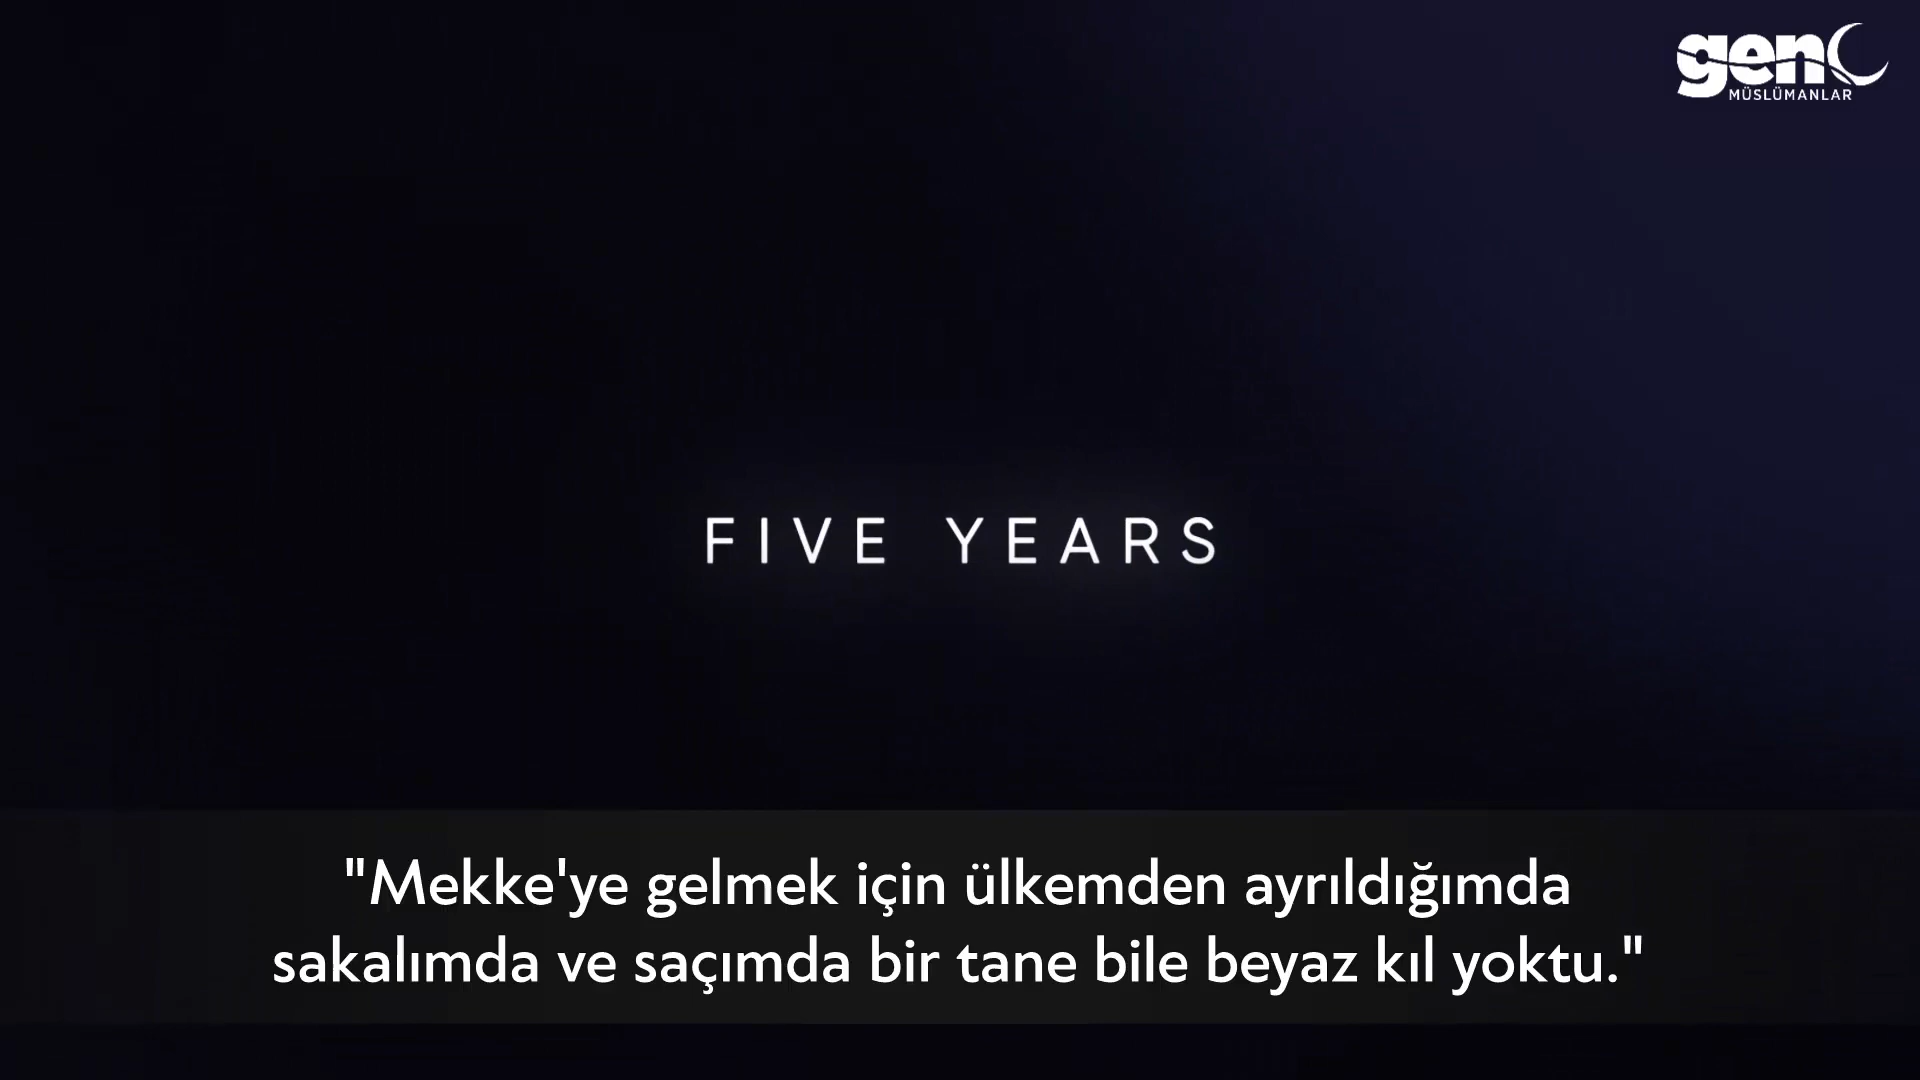 genç
MÜSLÜMANLAR
FIVE YEARS
"Mekke'ye gelmek için ülkemden ayrıldığımda
sakalımda ve saçımda bir tane bile beyaz kıl yoktu."